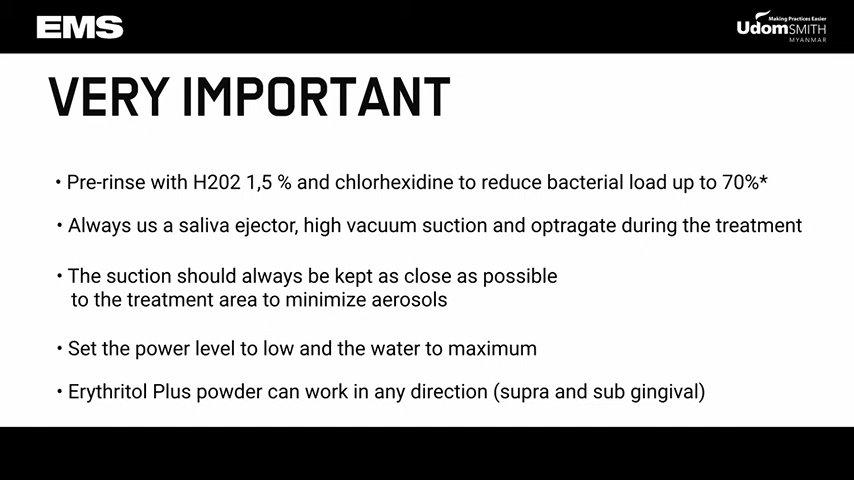 EMS
Making Practices Easier
UdomSMITH
MYANMAR
VERY IMPORTANT
• Pre-rinse with H202 1,5 % and chlorhexidine to reduce bacterial load up to 70%*
• Always us a saliva ejector, high vacuum suction and optragate during the treatment
• The suction should always be kept as close as possible
to the treatment area to minimize aerosols
• Set the power level to low and the water to maximum
• Erythritol Plus powder can work in any direction (supra and sub gingival)